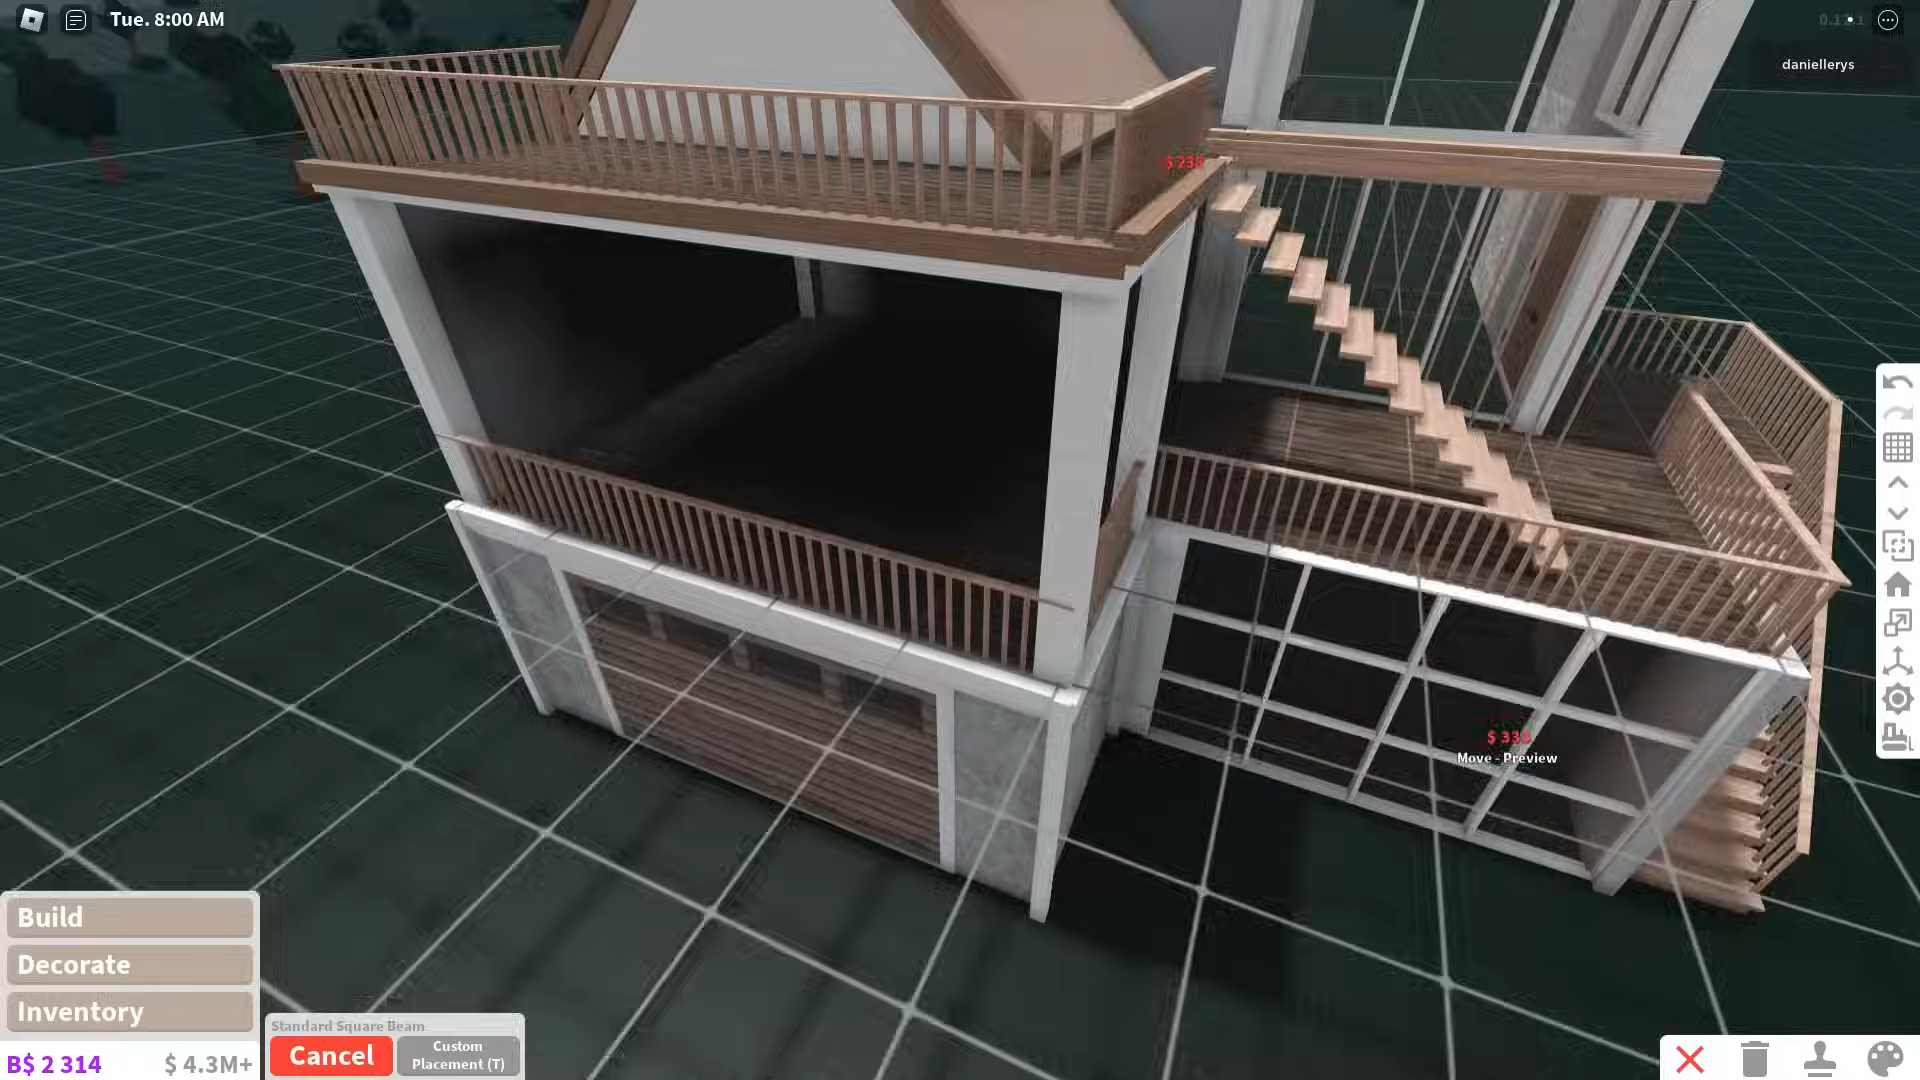 Tue. 8:00 AM
daniellerys
Move - Preview
Build
Decorate
Inventory
B$ 2 314
$ 4.3M+
Standard Square Beam
Cancel
Custom
Placement (T)